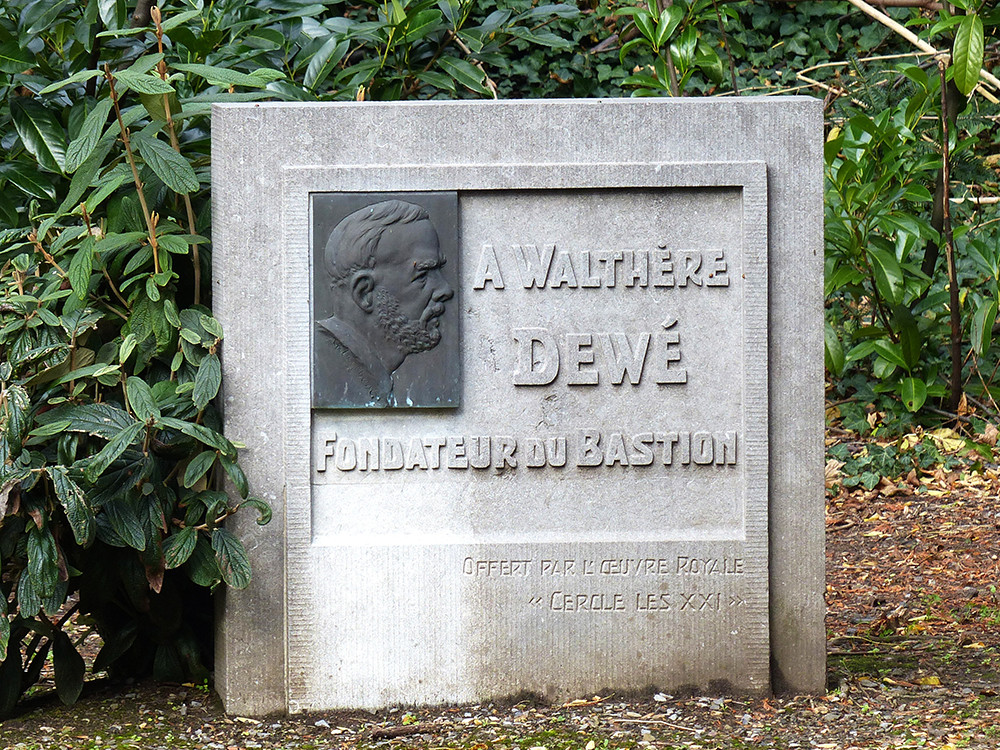 A WALTHÈRE
DEWÉ
FONDATEUR DU BASTION
OFFERT PAR L'ŒUVRE ROYALE
« CERCLE LES XXI »